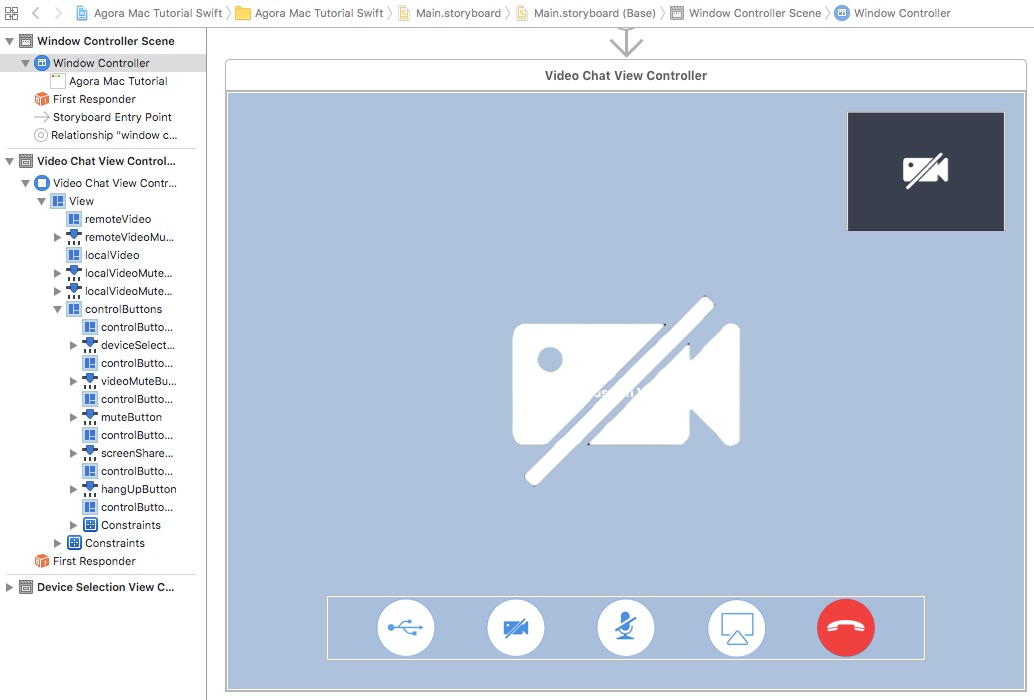 Agora Mac Tutorial Swift Agora Mac Tutorial Swift Main.storyboard Main.storyboard (Base) Window Controller Scene Window Controller
Window Controller Scene
Window Controller
Agora Mac Tutorial
First Responder
Storyboard Entry Point
Relationship "window c...
Video Chat View Control...
Video Chat View Contr...
View
remoteVideo
remoteVideoMu...
localVideo
localVideoMute...
localVideoMute...
controlButtons
controlButto...
deviceSelect...
controlButto...
videoMuteBu...
controlButto...
muteButton
controlButto...
screenShare...
controlButto...
hangUpButton
controlButto...
Constraints
Constraints
First Responder
Device Selection View C...
Video Chat View Controller